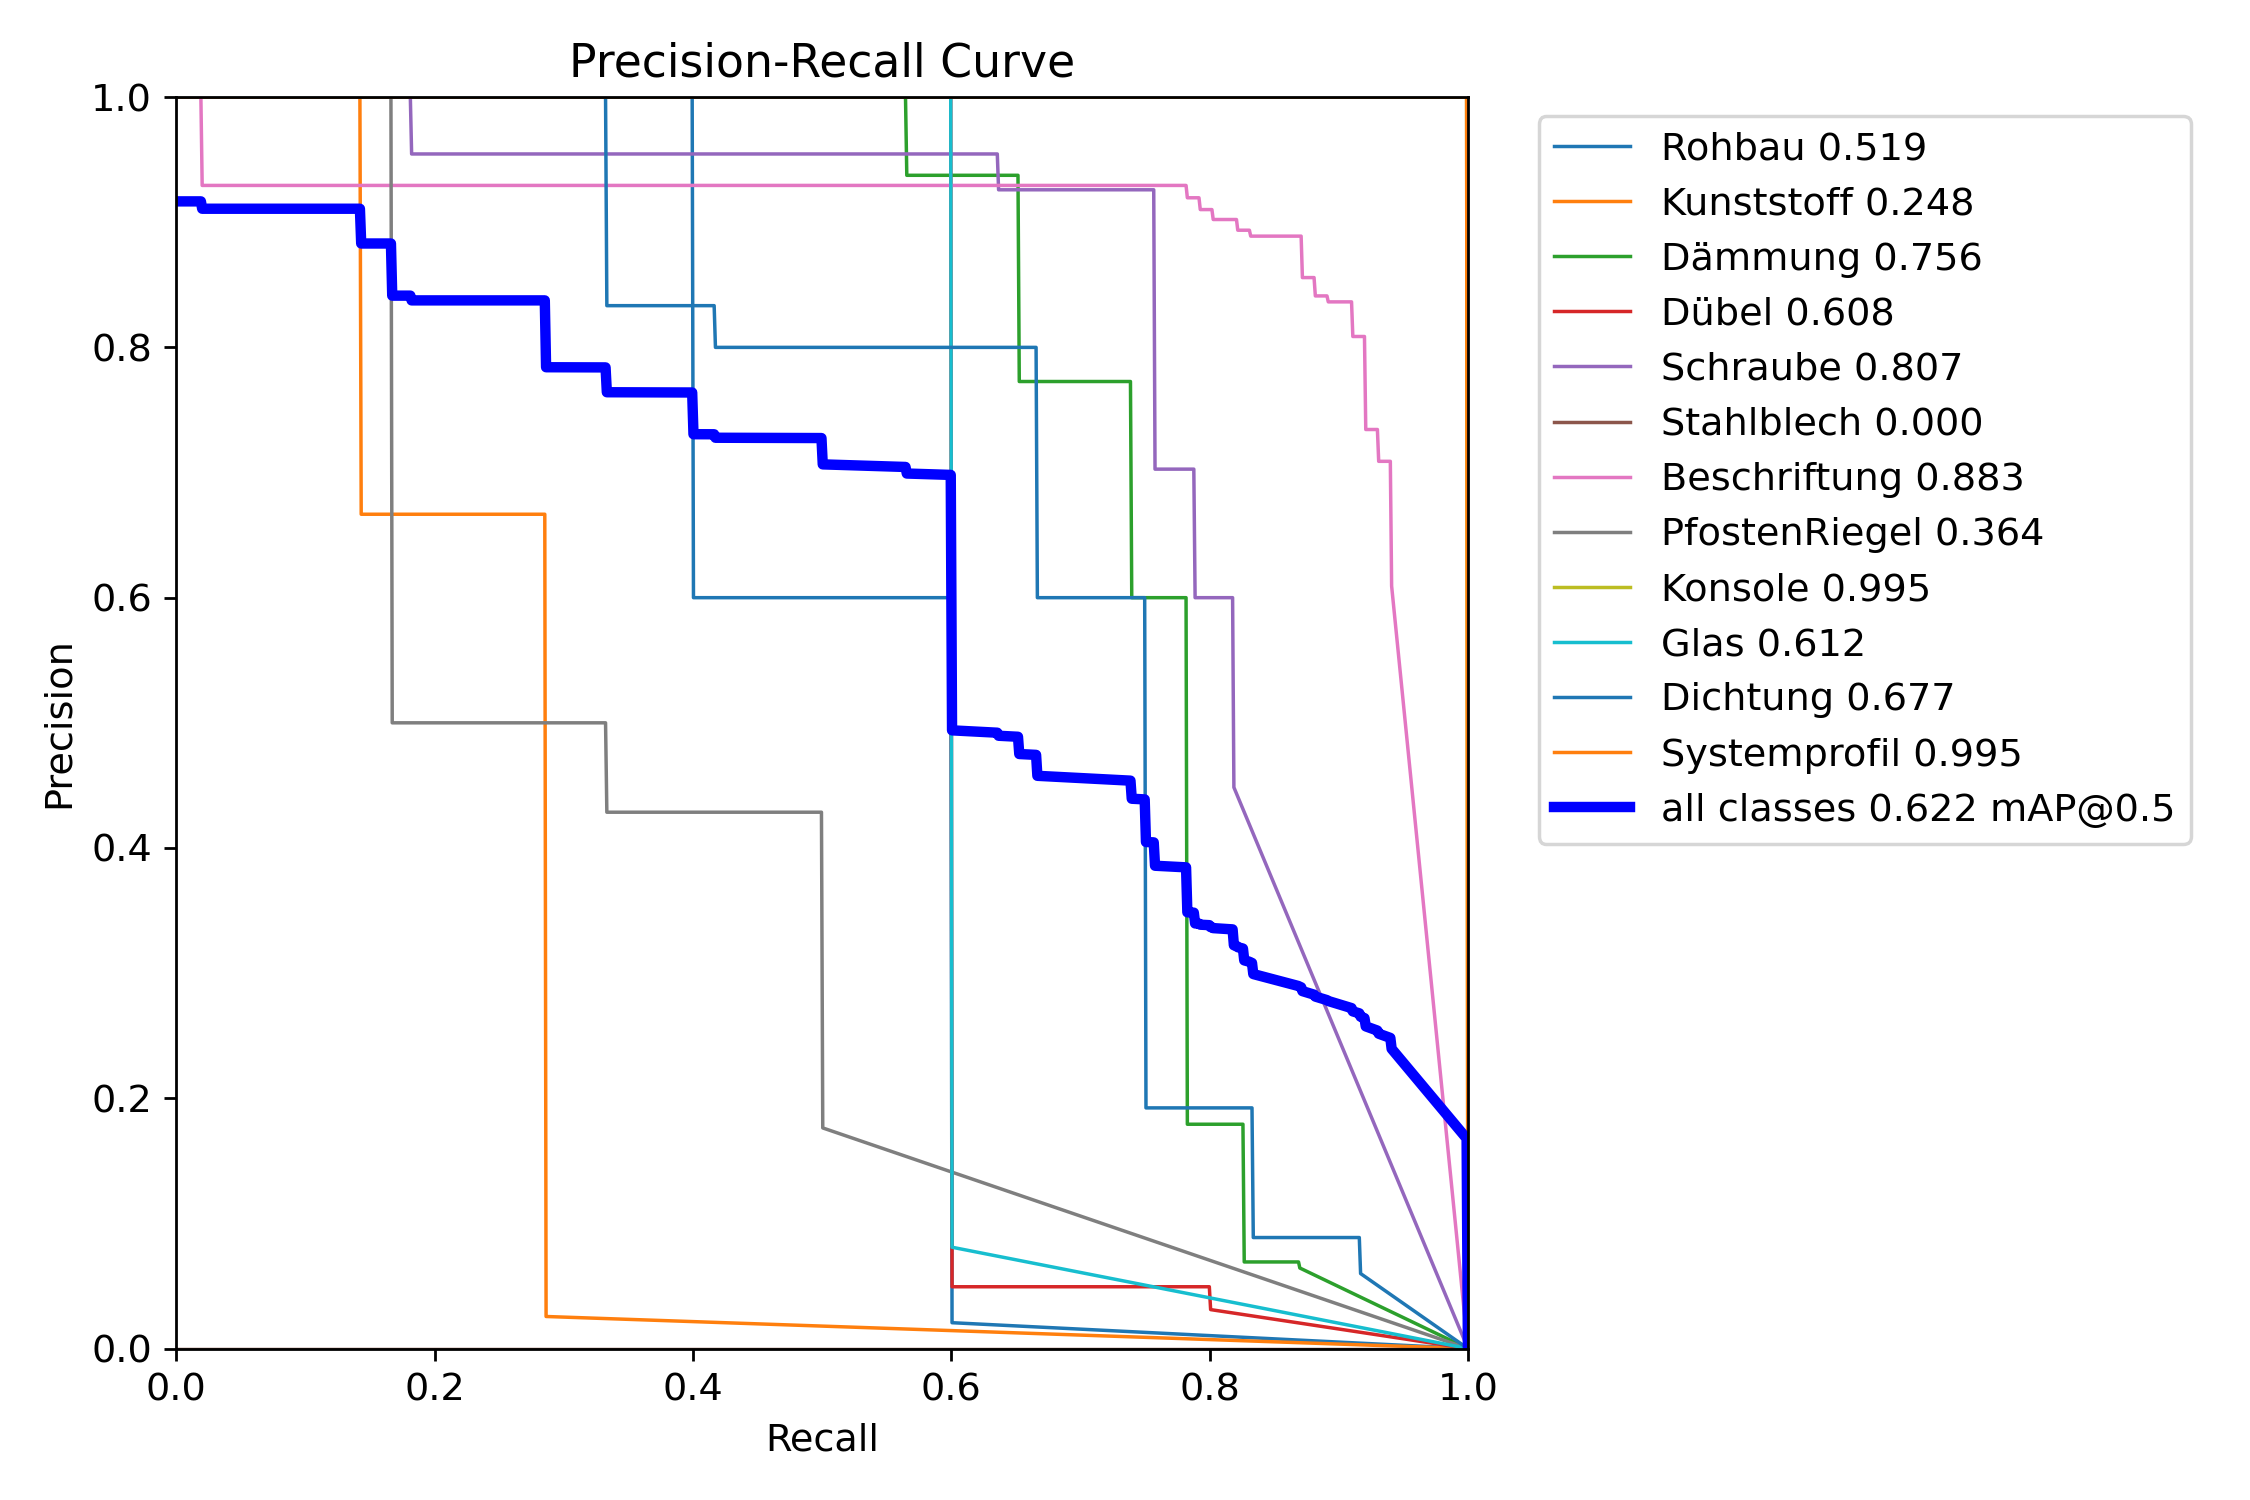 Precision-Recall Curve
1.0
0.8
0.6
0.4
0.2
0.0
Precision
0.0 0.2 0.4 0.6 0.8 1.0
Recall
Rohbau 0.519
Kunststoff 0.248
Dämmung 0.756
Dübel 0.608
Schraube 0.807
Stahlblech 0.000
Beschriftung 0.883
PfostenRiegel 0.364
Konsole 0.995
Glas 0.612
Dichtung 0.677
Systemprofil 0.995
all classes 0.622 mAP@0.5